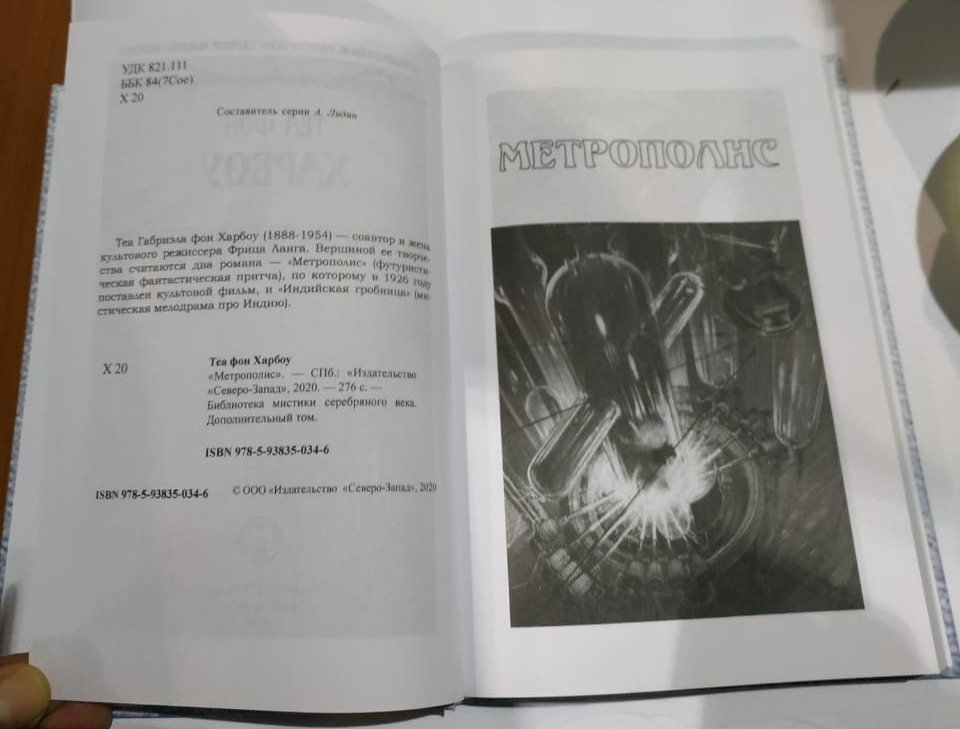 УДК 821.111
ББК 84(7Сое)
Х 20
Составитель серии А. Лидин
Теа Габриэла фон Харбоу (1888-1954) — соавтор и жена
культового режиссера Фрица Ланга. Вершиной ее творче-
ства считаются два романа — «Метрополис» (футуристи-
ческая фантастическая притча), по которому в 1926 году
поставлен культовой фильм, и «Индийская гробница» (ми-
стическая мелодрама про Индию).
Х 20
Теа фон Харбоу
«Метрополис». — СПб.: «Издательство
«Северо-Запад», 2020. — 276 с. —
Библиотека мистики серебряного века.
Дополнительный том.
ISBN 978-5-93835-034-6
ISBN 978-5-93835-034-6 © ООО «Издательство «Северо-Запад», 2020
МЕТРОПОЛИС